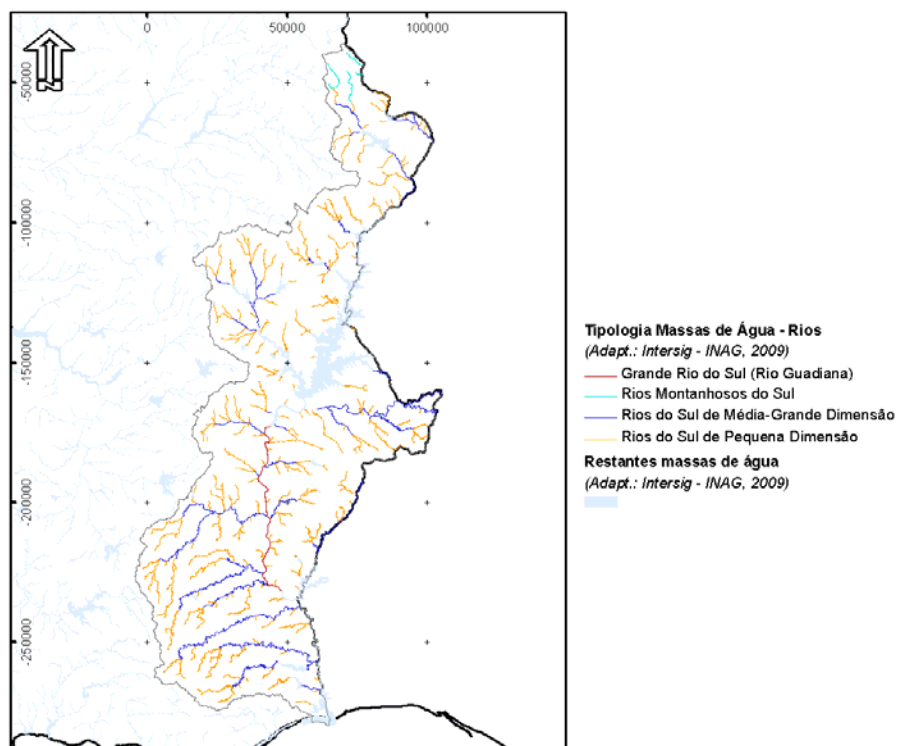 0 50000 100000
N
-50000
-100000
-150000
-200000
-250000
Tipologia Massas de Água - Rios
(Adapt.: Intersig - INAG, 2009)
Grande Rio do Sul (Rio Guadiana)
Rios Montanhosos do Sul
Rios do Sul de Média-Grande Dimensão
Rios do Sul de Pequena Dimensão
Restantes massas de água
(Adapt.: Intersig - INAG, 2009)